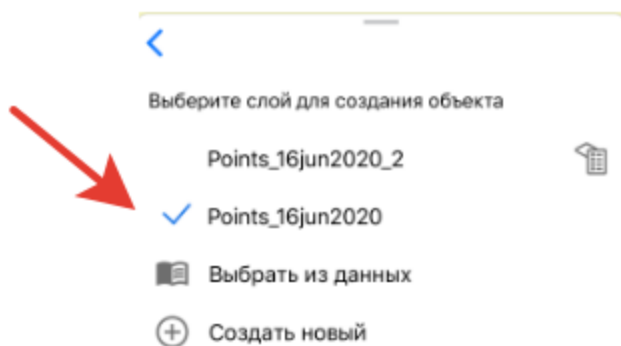 Выберите слой для создания объекта
Points_16jun2020_2
Points_16jun2020
Выбрать из данных
Создать новый